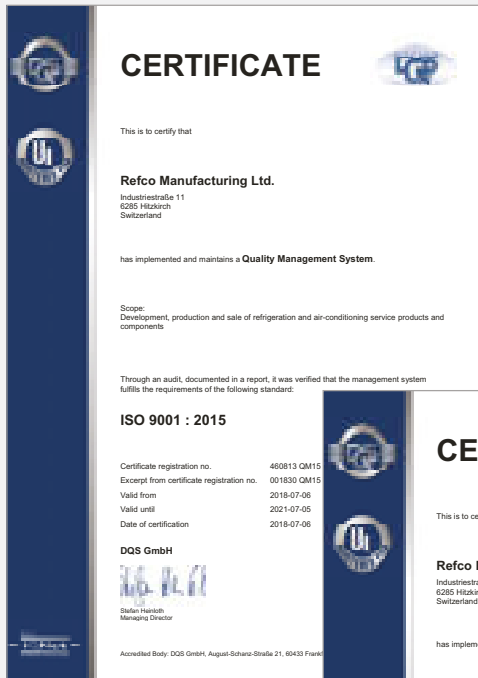 CERTIFICATE
This is to certify that
Refco Manufacturing Ltd.
Industriestraße 11
6285 Hitzkirch
Switzerland
has implemented and maintains a Quality Management System.
Scope:
Development, production and sale of refrigeration and air-conditioning service products and
components
Through an audit, documented in a report, it was verified that the management system
fulfills the requirements of the following standard:
ISO 9001 : 2015
Certificate registration no. 460813 QM15
Excerpt from certificate registration no. 001830 QM15
Valid from 2018-07-06
Valid until 2021-07-05
Date of certification 2018-07-06
DQS GmbH
Stefan Heinloth
Managing Director
Accredited Body: DQS GmbH, August-Schanz-Straße 21, 60433 Frankf
CE
This is to ce
Refco
Industriestra
6285 Hitzkir
Switzerland
has implem